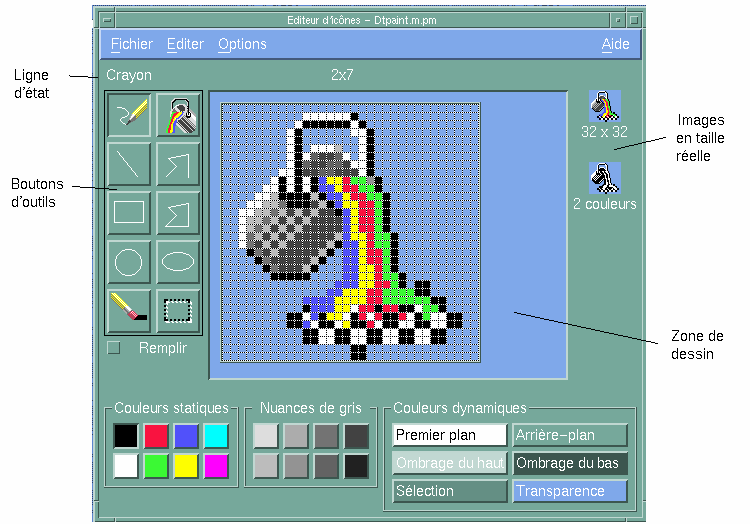 Editeur d'icônes – Dtpaint.m.pm
Fichier Editer Options Aide
Ligne
d'état
Crayon 2x7
32 x 32
Images
en taille
réelle
2 couleurs
Boutons
d'outils
Zone de
dessin
Remplir
Couleurs statiques
Nuances de gris
Couleurs dynamiques
Premier plan Arrière–plan
Ombrage du haut Ombrage du bas
Sélection Transparence